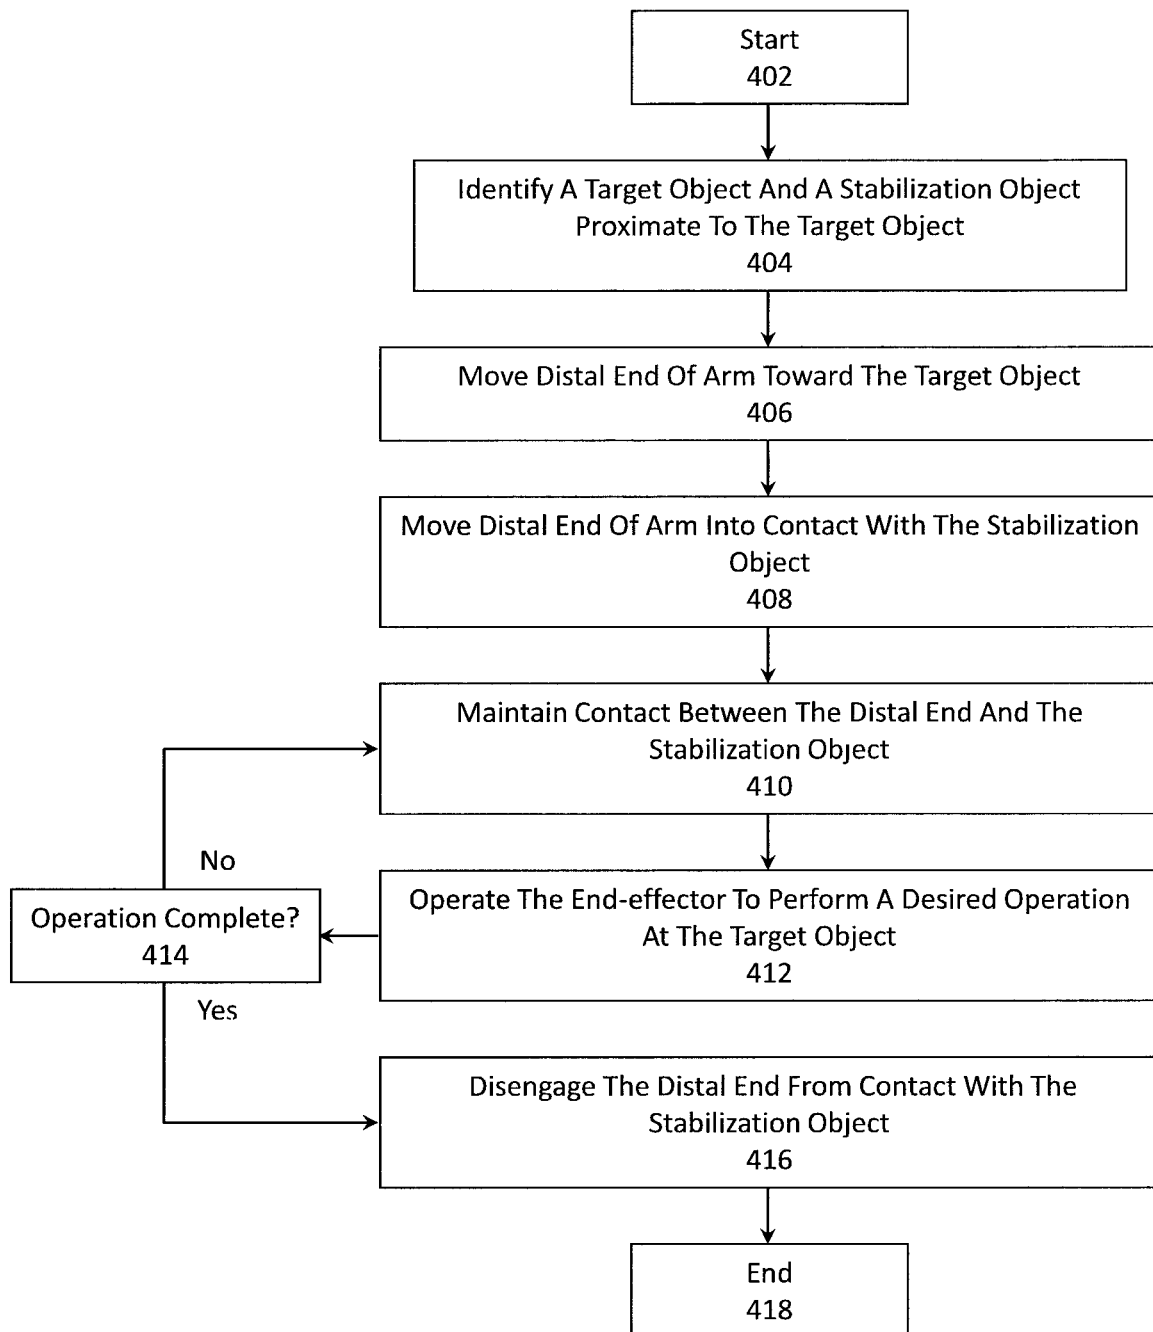 Start
402
Identify A Target Object And A Stabilization Object
Proximate To The Target Object
404
Move Distal End Of Arm Toward The Target Object
406
Move Distal End Of Arm Into Contact With The Stabilization
Object
408
Maintain Contact Between The Distal End And The
Stabilization Object
410
No
Operation Complete?
414
Operate The End-effector To Perform A Desired Operation
At The Target Object
412
Yes
Disengage The Distal End From Contact With The
Stabilization Object
416
End
418